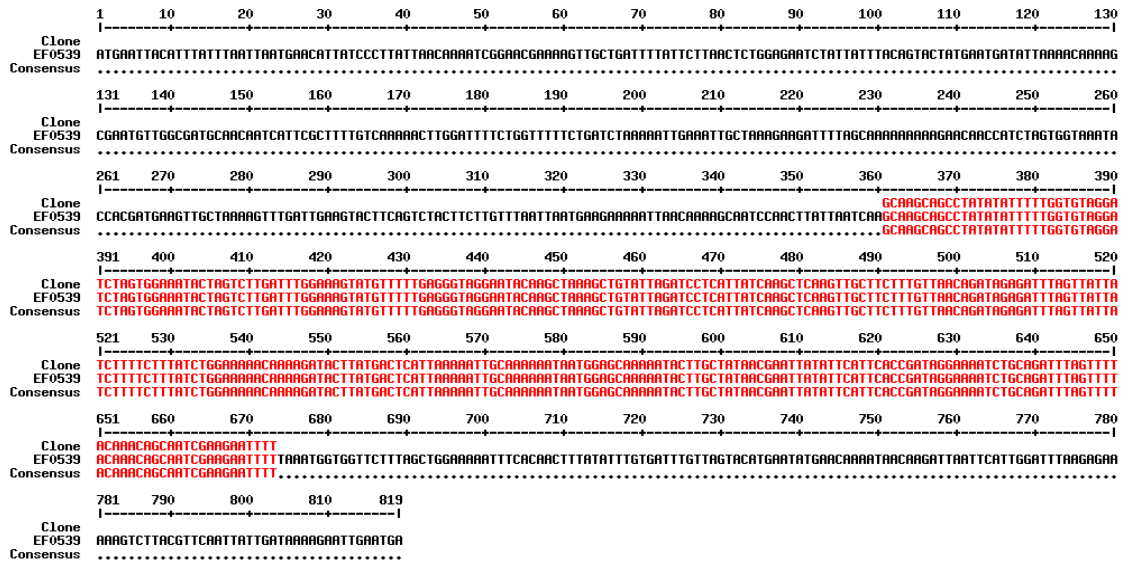 1 10 20 30 40 50 60 70 80 90 100 110 120 130
|--------+---------+---------+---------+---------+---------+---------+---------+---------+---------+---------+---------+---------|
Clone
EF0539 ATGAATTACATTTATTTAATTAATGAACATTATCCCTTATTAACAAAATCGGAACGAAAAGTTGCTGATTTTATTCTTAACTCTGGAGAATCTATTATTTACAGTACTATGAATGATATTAAAACAAAAG
Consensus ..................................................................................................................................
131 140 150 160 170 180 190 200 210 220 230 240 250 260
|--------+---------+---------+---------+---------+---------+---------+---------+---------+---------+---------+---------+---------|
Clone
EF0539 CGAATGTTGGCGATGCAACAATCATTCGCTTTTGTCAAAAACTTGGATTTTCTGGTTTTTCTGATCTAAAAATTGAAATTGCTAAAGAAGATTTTAGCAAAAAAAAAGAACAACCATCTAGTGGTAAATA
Consensus ..................................................................................................................................
261 270 280 290 300 310 320 330 340 350 360 370 380 390
|--------+---------+---------+---------+---------+---------+---------+---------+---------+---------+---------+---------+---------|
Clone GCAAGCAGCCTATATATTTTTGGTGTAGGA
EF0539 CCACGATGAAGTTGCTAAAAGTTTGATTGAAGTACTTCAGTCTACTTCTTGTTTAATTAATGAAGAAAAATTAACAAAAGCAATCCAACTTATTAATCAAGCAAGCAGCCTATATATTTTTGGTGTAGGA
Consensus ....................................................................................................GCAAGCAGCCTATATATTTTTGGTGTAGGA
391 400 410 420 430 440 450 460 470 480 490 500 510 520
|--------+---------+---------+---------+---------+---------+---------+---------+---------+---------+---------+---------+---------|
Clone TCTAGTGGAAATACTAGTCTTGATTTGGAAAGTATGTTTTTGAGGGTAGGAATACAAGCTAAAGCTGTATTAGATCCTCATTATCAAGCTCAAGTTGCTTCTTTGTTAACAGATAGAGATTTAGTTATTA
EF0539 TCTAGTGGAAATACTAGTCTTGATTTGGAAAGTATGTTTTTGAGGGTAGGAATACAAGCTAAAGCTGTATTAGATCCTCATTATCAAGCTCAAGTTGCTTCTTTGTTAACAGATAGAGATTTAGTTATTA
Consensus TCTAGTGGAAATACTAGTCTTGATTTGGAAAGTATGTTTTTGAGGGTAGGAATACAAGCTAAAGCTGTATTAGATCCTCATTATCAAGCTCAAGTTGCTTCTTTGTTAACAGATAGAGATTTAGTTATTA
521 530 540 550 560 570 580 590 600 610 620 630 640 650
|--------+---------+---------+---------+---------+---------+---------+---------+---------+---------+---------+---------+---------|
Clone TCTTTTCTTTATCTGGAAAAACAAAAGATACTTATGACTCATTAAAAATTGCAAAAAATAATGGAGCAAAAATACTTGCTATAACGAATTATATTCATTCACCGATAGGAAAATCTGCAGATTTAGTTTT
EF0539 TCTTTTCTTTATCTGGAAAAACAAAAGATACTTATGACTCATTAAAAATTGCAAAAAATAATGGAGCAAAAATACTTGCTATAACGAATTATATTCATTCACCGATAGGAAAATCTGCAGATTTAGTTTT
Consensus TCTTTTCTTTATCTGGAAAAACAAAAGATACTTATGACTCATTAAAAATTGCAAAAAATAATGGAGCAAAAATACTTGCTATAACGAATTATATTCATTCACCGATAGGAAAATCTGCAGATTTAGTTTT
651 660 670 680 690 700 710 720 730 740 750 760 770 780
|--------+---------+---------+---------+---------+---------+---------+---------+---------+---------+---------+---------+---------|
Clone ACAAACAGCAATCGAAGAATTTT
EF0539 ACAAACAGCAATCGAAGAATTTTTAAATGGTGGTTCTTTAGCTGGAAAAATTTCACAACTTTATATTTGTGATTTGTTAGTACATGAATATGAACAAAATAACAAGATTAATTCATTGGATTTAAGAGAA
Consensus ACAAACAGCAATCGAAGAATTTT...........................................................................................................
781 790 800 810 819
|--------+---------+---------+--------|
Clone
EF0539 AAAGTCTTACGTTCAATTATTGATAAAAGAATTGAATGA
Consensus .......................................